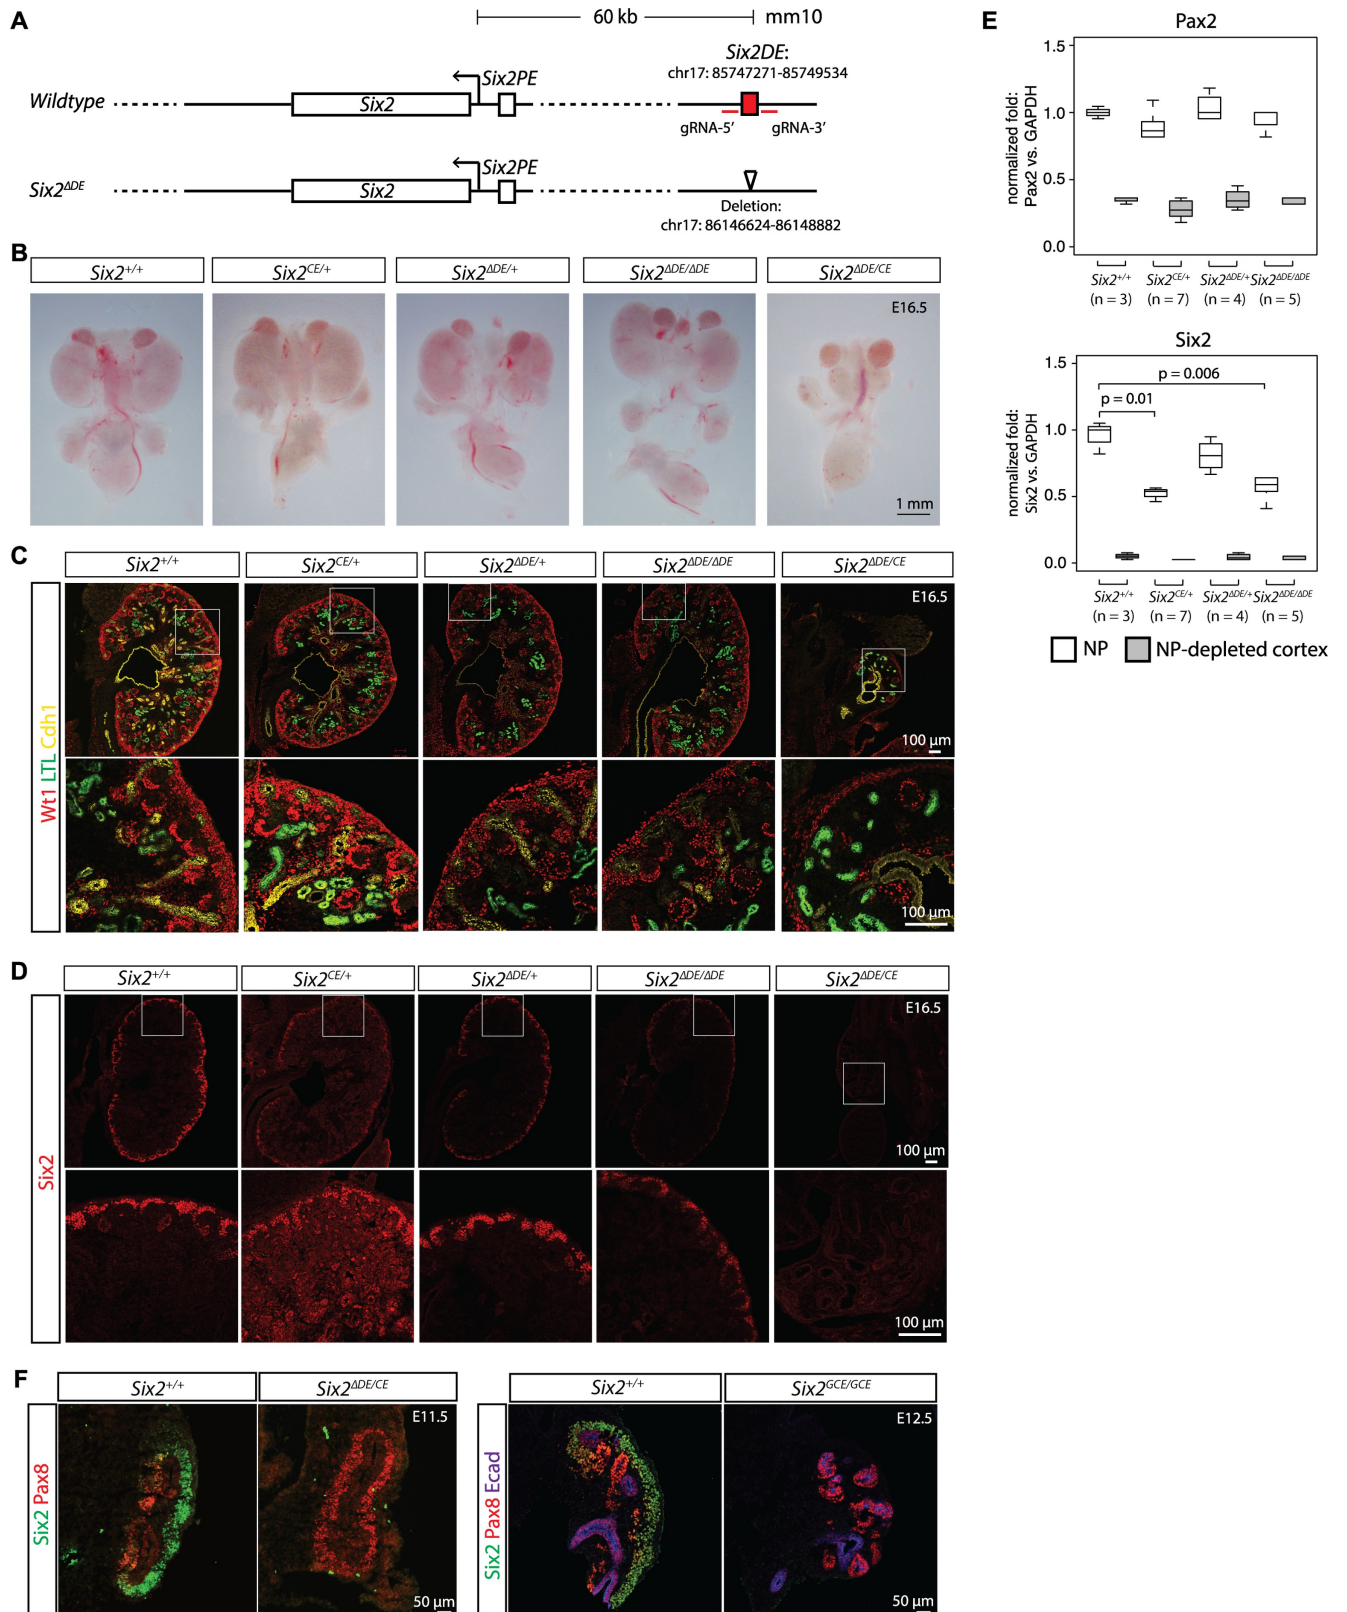 A
60 kb
mm10
Six2DE:
chr17: 85747271-85749534
Wildtype
Six2
Six2PE
gRNA-5’
gRNA-3’
Six2ΔDE
Six2
Six2PE
Deletion:
chr17: 86146624-86148882
B
Six2+/+
Six2CE/+
Six2ΔDE/+
Six2ΔDE/ΔDE
Six2ΔDE/CE
E16.5
1 mm
C
Six2+/+
Six2CE/+
Six2ΔDE/+
Six2ΔDE/ΔDE
Six2ΔDE/CE
Wt1 LTL Cdh1
E16.5
100 µm
100 µm
D
Six2+/+
Six2CE/+
Six2ΔDE/+
Six2ΔDE/ΔDE
Six2ΔDE/CE
Six2
E16.5
100 µm
100 µm
E
Pax2
normalized fold:
Pax2 vs. GAPDH
1.5
1.0
0.5
0.0
Six2+/+
Six2CE/+
Six2ΔDE/+
Six2ΔDE/ΔDE
(n = 3)
(n = 7)
(n = 4)
(n = 5)
Six2
normalized fold:
Six2 vs. GAPDH
1.5
1.0
0.5
0.0
p = 0.006
p = 0.01
Six2+/+
Six2CE/+
Six2ΔDE/+
Six2ΔDE/ΔDE
(n = 3)
(n = 7)
(n = 4)
(n = 5)
NP
NP-depleted cortex
F
Six2+/+
Six2ΔDE/CE
Six2 Pax8
E11.5
50 µm
Six2+/+
Six2GCE/GCE
Six2 Pax8 Ecad
E12.5
50 µm